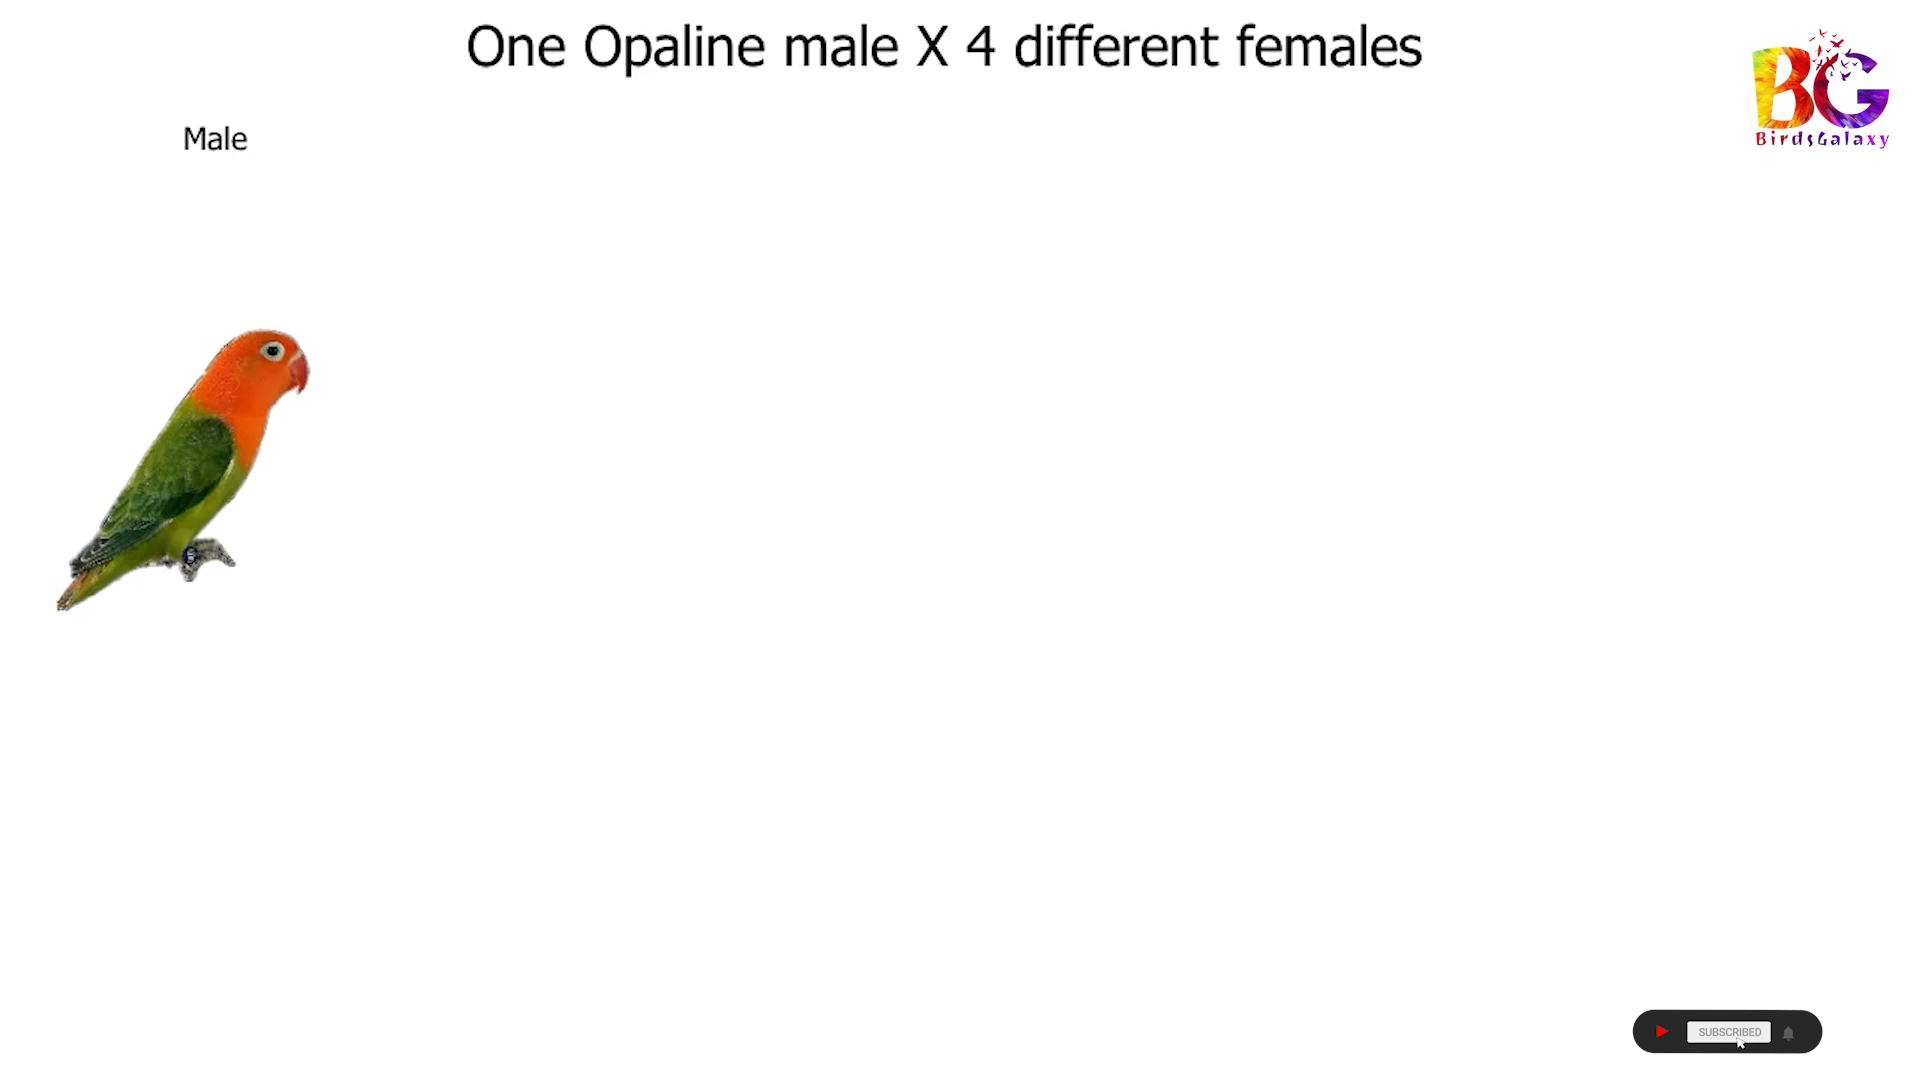 One Opaline male X 4 different females
BG
BirdsGalaxy
Male
SUBSCRIBED